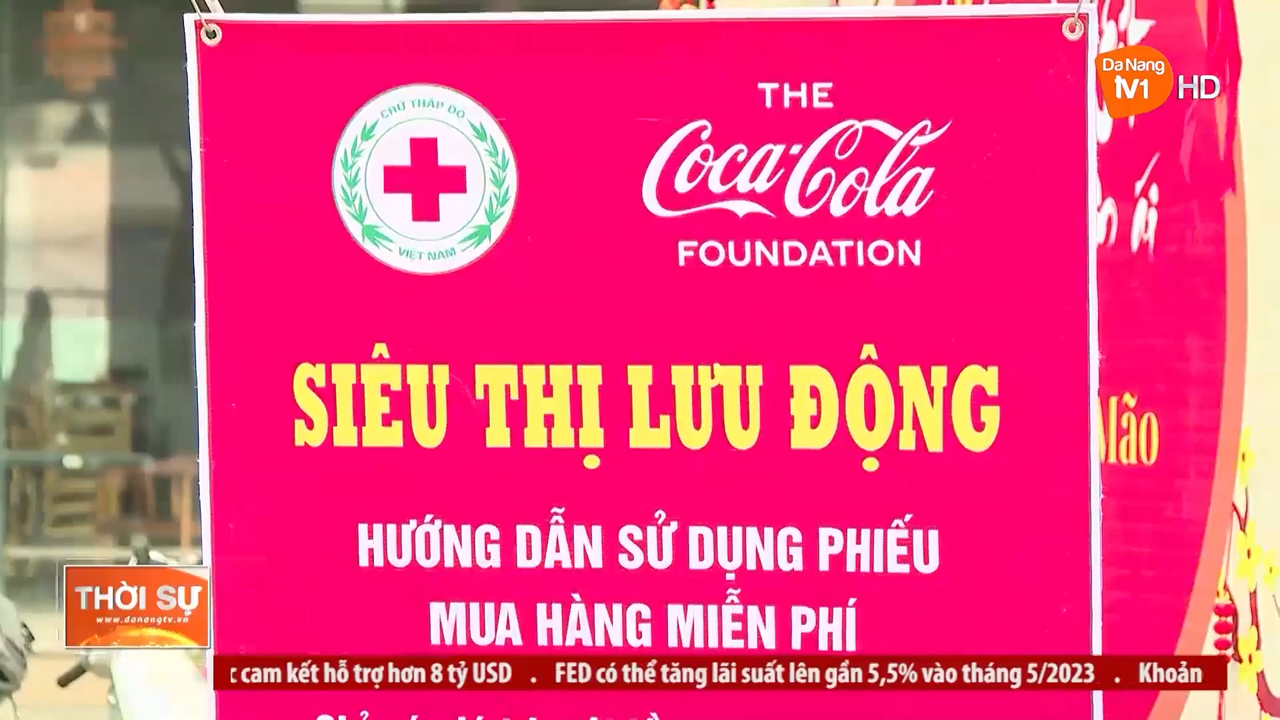 CHỮ THẬP ĐỎ
VIỆT NAM
THE
Coca-Cola
FOUNDATION
Da Nang
TV1 HD
SIÊU THỊ LƯU ĐỘNG
Mão
HƯỚNG DẪN SỬ DỤNG PHIẾU
MUA HÀNG MIỄN PHÍ
THỜI SỰ
www.danangtv.vn
cam kết hỗ trợ hơn 8 tỷ USD . FED có thể tăng lãi suất lên gần 5,5% vào tháng 5/2023 . Khoản